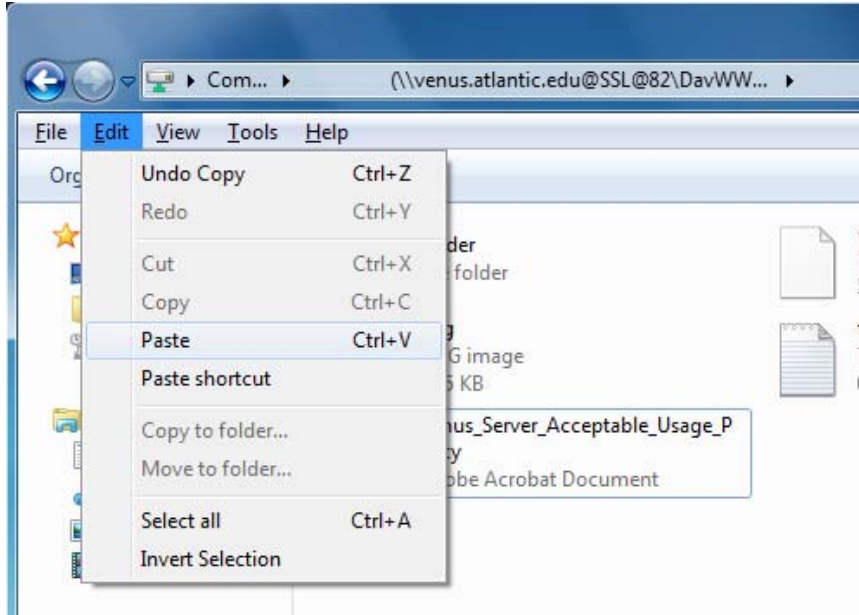 Com... (\\venus.atlantic.edu@SSL@82\DavWW...
File Edit View Tools Help
Org
Undo Copy Ctrl+Z
Redo Ctrl+Y
Cut Ctrl+X
Copy Ctrl+C
Paste Ctrl+V
Paste shortcut
Copy to folder...
Move to folder...
Select all Ctrl+A
Invert Selection
der
folder
g
G image
KB
nus_Server_Acceptable_Usage_P
cy
obe Acrobat Document